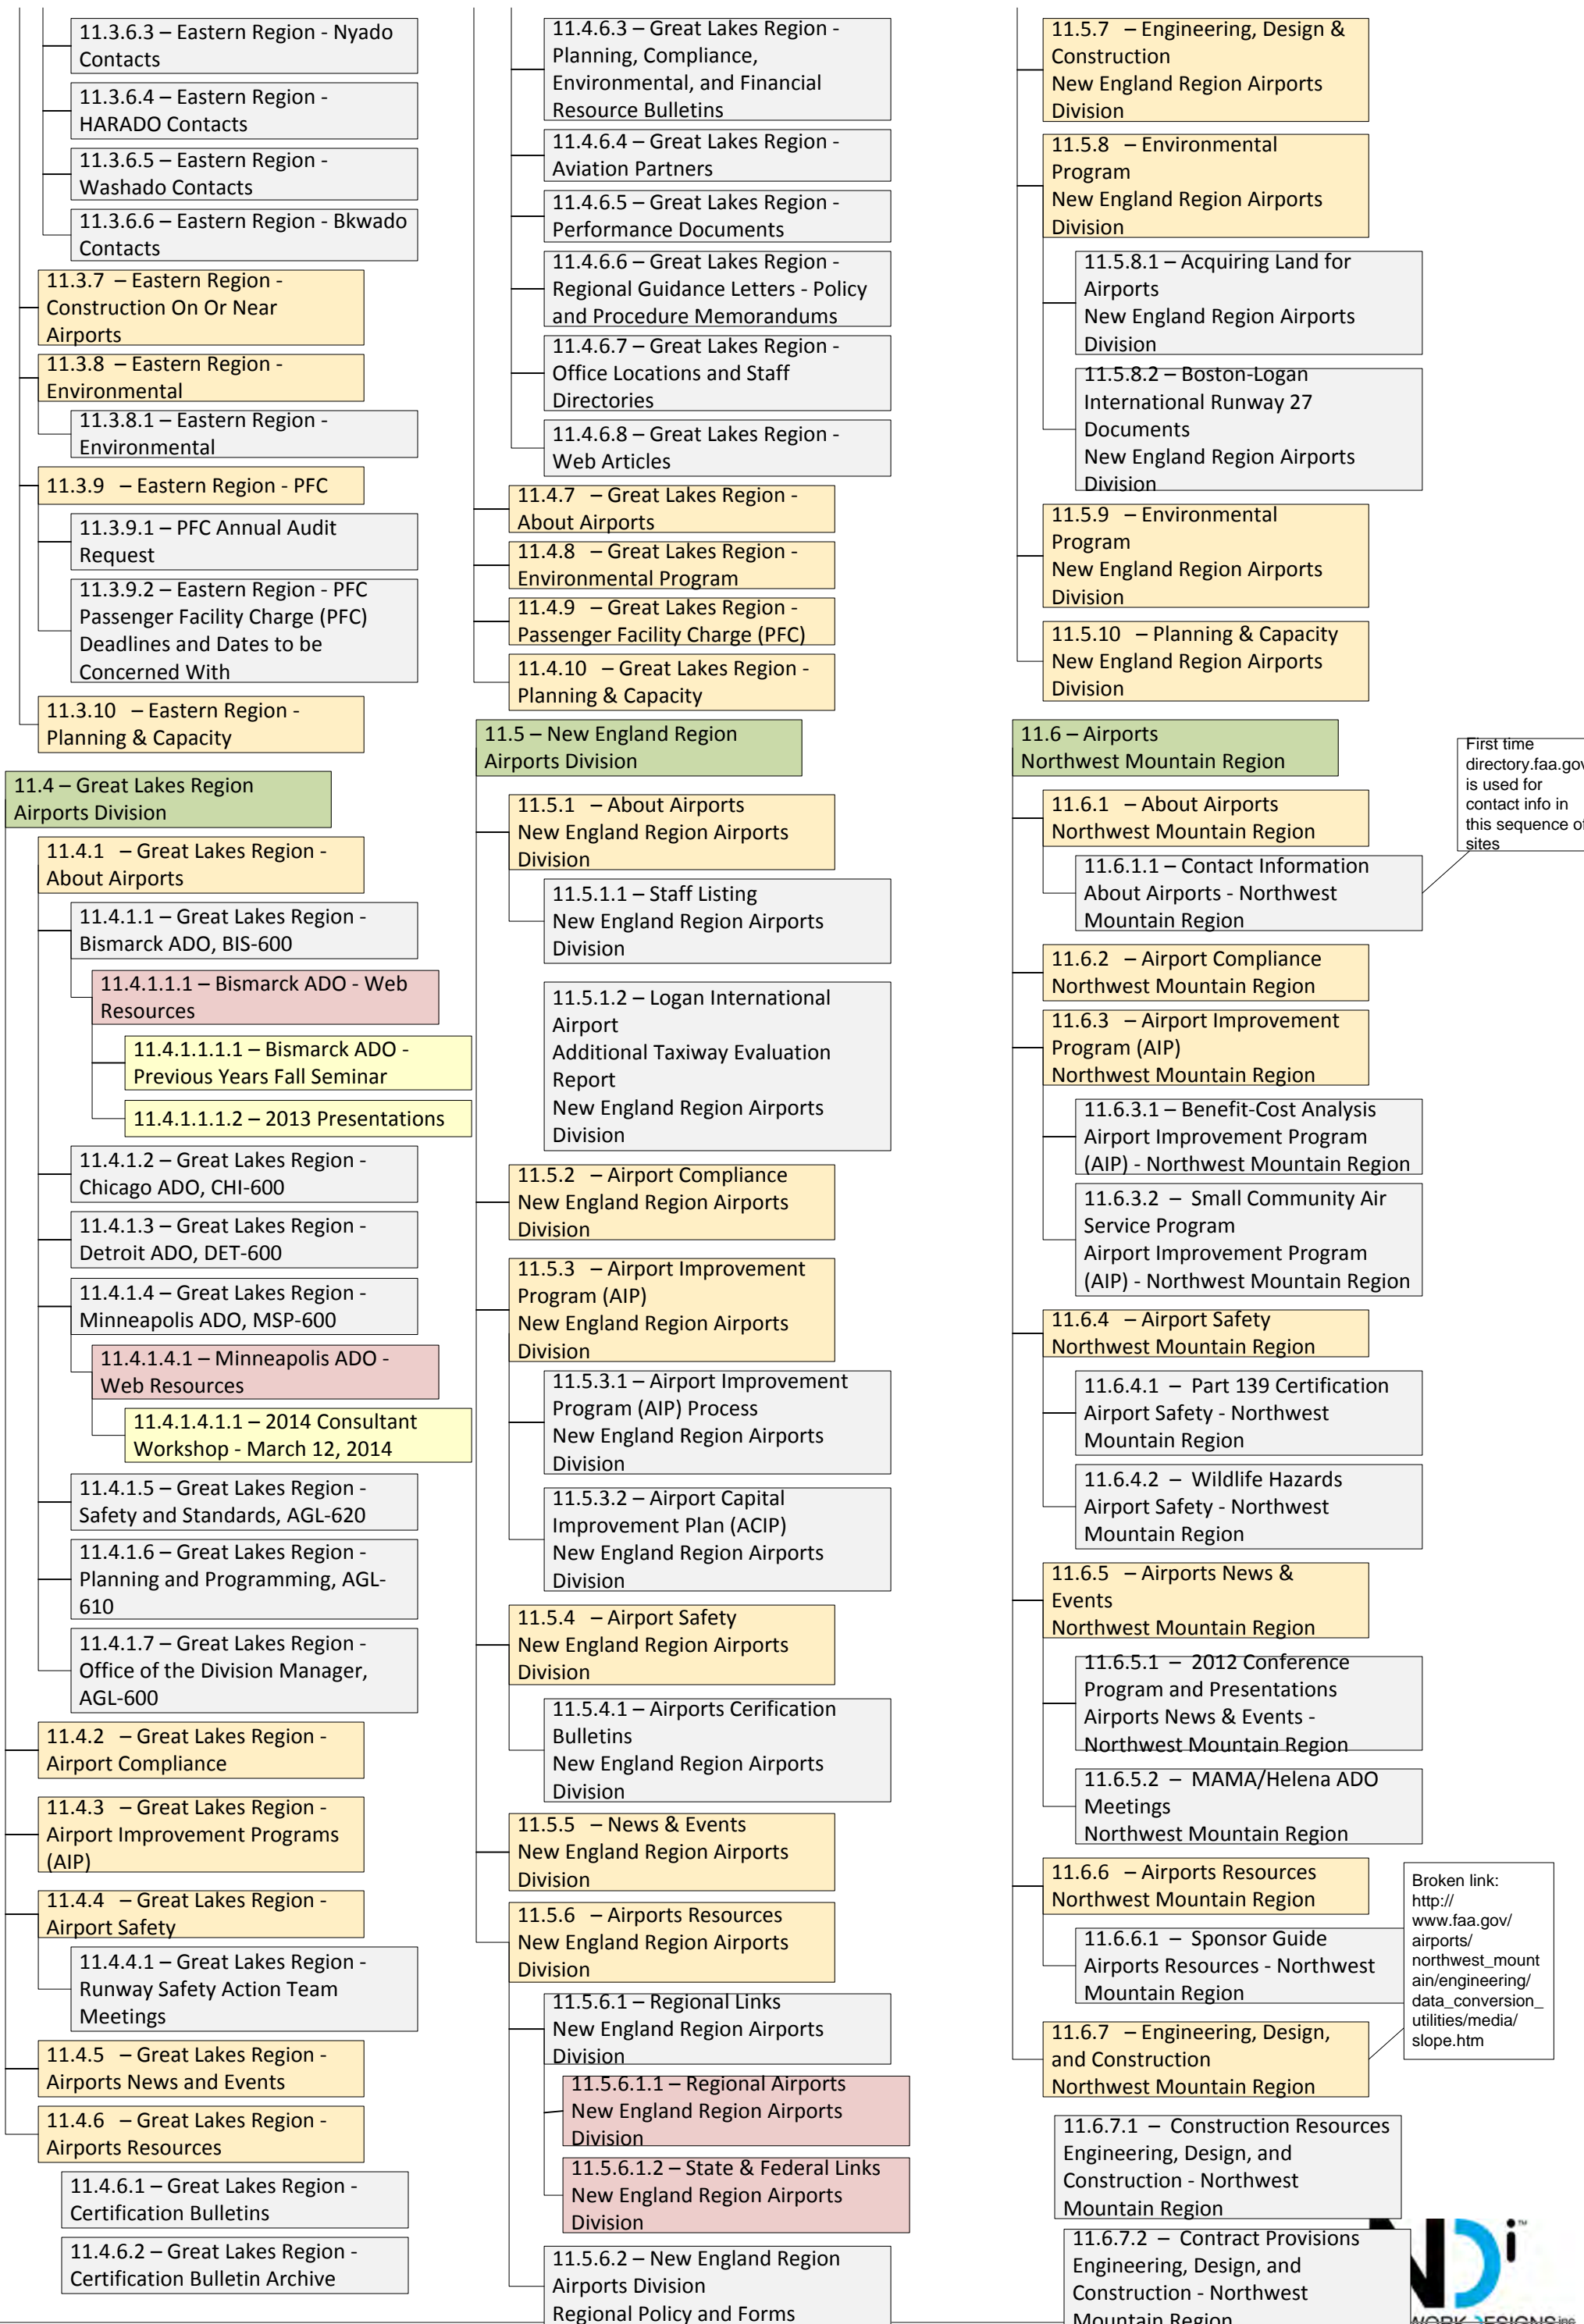 11.3.6.3 – Eastern Region - Nyado
Contacts
11.3.6.4 – Eastern Region -
HARADO Contacts
11.3.6.5 – Eastern Region -
Washado Contacts
11.3.6.6 – Eastern Region - Bkwado
Contacts
11.3.7 – Eastern Region -
Construction On Or Near
Airports
11.3.8 – Eastern Region -
Environmental
11.3.8.1 – Eastern Region -
Environmental
11.3.9 – Eastern Region - PFC
11.3.9.1 – PFC Annual Audit
Request
11.3.9.2 – Eastern Region - PFC
Passenger Facility Charge (PFC)
Deadlines and Dates to be
Concerned With
11.3.10 – Eastern Region -
Planning & Capacity
11.4 – Great Lakes Region
Airports Division
11.4.1 – Great Lakes Region -
About Airports
11.4.1.1 – Great Lakes Region -
Bismarck ADO, BIS-600
11.4.1.1.1 – Bismarck ADO - Web
Resources
11.4.1.1.1.1 – Bismarck ADO -
Previous Years Fall Seminar
11.4.1.1.1.2 – 2013 Presentations
11.4.1.2 – Great Lakes Region -
Chicago ADO, CHI-600
11.4.1.3 – Great Lakes Region -
Detroit ADO, DET-600
11.4.1.4 – Great Lakes Region -
Minneapolis ADO, MSP-600
11.4.1.4.1 – Minneapolis ADO -
Web Resources
11.4.1.4.1.1 – 2014 Consultant
Workshop - March 12, 2014
11.4.1.5 – Great Lakes Region -
Safety and Standards, AGL-620
11.4.1.6 – Great Lakes Region -
Planning and Programming, AGL-
610
11.4.1.7 – Great Lakes Region -
Office of the Division Manager,
AGL-600
11.4.2 – Great Lakes Region -
Airport Compliance
11.4.3 – Great Lakes Region -
Airport Improvement Programs
(AIP)
11.4.4 – Great Lakes Region -
Airport Safety
11.4.4.1 – Great Lakes Region -
Runway Safety Action Team
Meetings
11.4.5 – Great Lakes Region -
Airports News and Events
11.4.6 – Great Lakes Region -
Airports Resources
11.4.6.1 – Great Lakes Region -
Certification Bulletins
11.4.6.2 – Great Lakes Region -
Certification Bulletin Archive
11.4.6.3 – Great Lakes Region -
Planning, Compliance,
Environmental, and Financial
Resource Bulletins
11.4.6.4 – Great Lakes Region -
Aviation Partners
11.4.6.5 – Great Lakes Region -
Performance Documents
11.4.6.6 – Great Lakes Region -
Regional Guidance Letters - Policy
and Procedure Memorandums
11.4.6.7 – Great Lakes Region -
Office Locations and Staff
Directories
11.4.6.8 – Great Lakes Region -
Web Articles
11.4.7 – Great Lakes Region -
About Airports
11.4.8 – Great Lakes Region -
Environmental Program
11.4.9 – Great Lakes Region -
Passenger Facility Charge (PFC)
11.4.10 – Great Lakes Region -
Planning & Capacity
11.5 – New England Region
Airports Division
11.5.1 – About Airports
New England Region Airports
Division
11.5.1.1 – Staff Listing
New England Region Airports
Division
11.5.1.2 – Logan International
Airport
Additional Taxiway Evaluation
Report
New England Region Airports
Division
11.5.2 – Airport Compliance
New England Region Airports
Division
11.5.3 – Airport Improvement
Program (AIP)
New England Region Airports
Division
11.5.3.1 – Airport Improvement
Program (AIP) Process
New England Region Airports
Division
11.5.3.2 – Airport Capital
Improvement Plan (ACIP)
New England Region Airports
Division
11.5.4 – Airport Safety
New England Region Airports
Division
11.5.4.1 – Airports Cerification
Bulletins
New England Region Airports
Division
11.5.5 – News & Events
New England Region Airports
Division
11.5.6 – Airports Resources
New England Region Airports
Division
11.5.6.1 – Regional Links
New England Region Airports
Division
11.5.6.1.1 – Regional Airports
New England Region Airports
Division
11.5.6.1.2 – State & Federal Links
New England Region Airports
Division
11.5.6.2 – New England Region
Airports Division
Regional Policy and Forms
11.5.7 – Engineering, Design &
Construction
New England Region Airports
Division
11.5.8 – Environmental
Program
New England Region Airports
Division
11.5.8.1 – Acquiring Land for
Airports
New England Region Airports
Division
11.5.8.2 – Boston-Logan
International Runway 27
Documents
New England Region Airports
Division
11.5.9 – Environmental
Program
New England Region Airports
Division
11.5.10 – Planning & Capacity
New England Region Airports
Division
11.6 – Airports
Northwest Mountain Region
11.6.1 – About Airports
Northwest Mountain Region
11.6.1.1 – Contact Information
About Airports - Northwest
Mountain Region
First time
directory.faa.gov
is used for
contact info in
this sequence of
sites
11.6.2 – Airport Compliance
Northwest Mountain Region
11.6.3 – Airport Improvement
Program (AIP)
Northwest Mountain Region
11.6.3.1 – Benefit-Cost Analysis
Airport Improvement Program
(AIP) - Northwest Mountain Region
11.6.3.2 – Small Community Air
Service Program
Airport Improvement Program
(AIP) - Northwest Mountain Region
11.6.4 – Airport Safety
Northwest Mountain Region
11.6.4.1 – Part 139 Certification
Airport Safety - Northwest
Mountain Region
11.6.4.2 – Wildlife Hazards
Airport Safety - Northwest
Mountain Region
11.6.5 – Airports News &
Events
Northwest Mountain Region
11.6.5.1 – 2012 Conference
Program and Presentations
Airports News & Events -
Northwest Mountain Region
11.6.5.2 – MAMA/Helena ADO
Meetings
Northwest Mountain Region
11.6.6 – Airports Resources
Northwest Mountain Region
11.6.6.1 – Sponsor Guide
Airports Resources - Northwest
Mountain Region
Broken link:
http://
www.faa.gov/
airports/
northwest_mount
ain/engineering/
data_conversion_
utilities/media/
slope.htm
11.6.7 – Engineering, Design,
and Construction
Northwest Mountain Region
11.6.7.1 – Construction Resources
Engineering, Design, and
Construction - Northwest
Mountain Region
11.6.7.2 – Contract Provisions
Engineering, Design, and
Construction - Northwest
Mountain Region